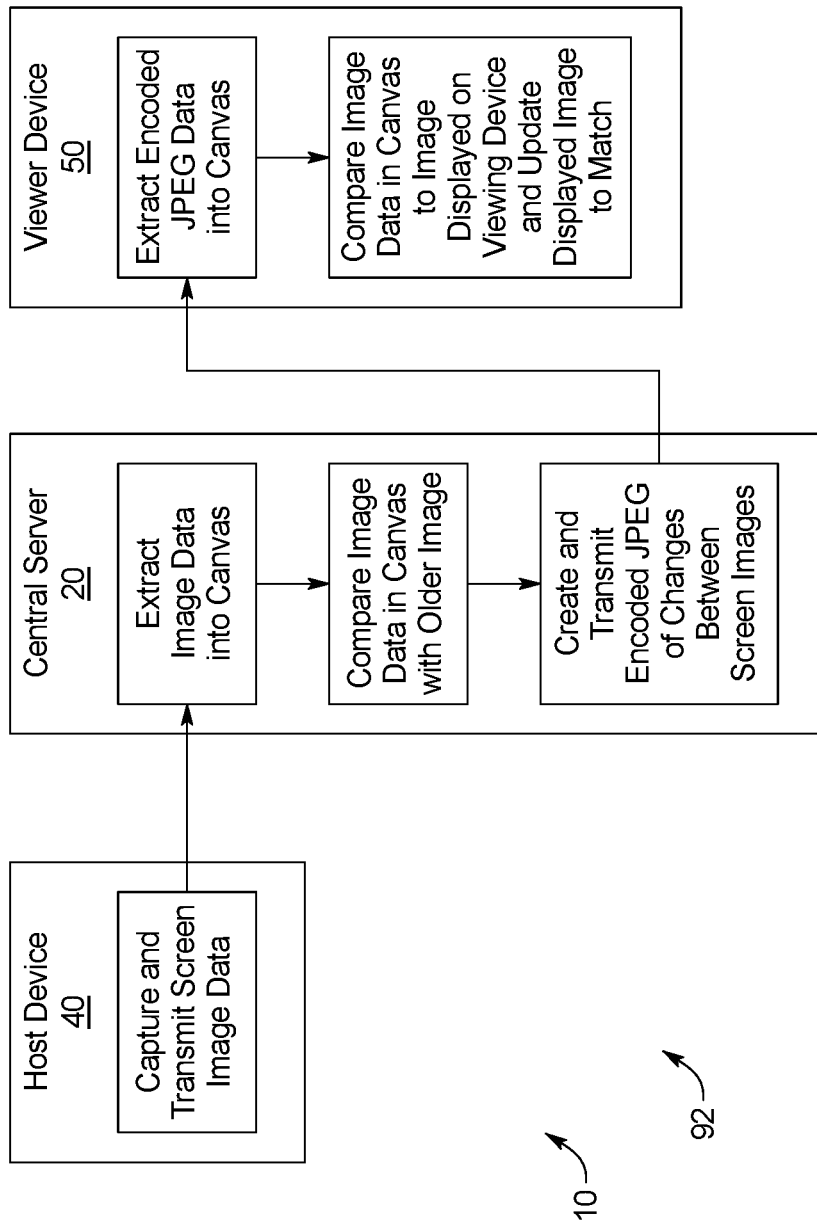 Host Device
40
Capture and
Transmit Screen
Image Data
Central Server
20
Extract
Image Data
into Canvas
Compare Image
Data in Canvas
with Older Image
Create and
Transmit
Encoded JPEG
of Changes
Between
Screen Images
Viewer Device
50
Extract Encoded
JPEG Data
into Canvas
Compare Image
Data in Canvas
to Image
Displayed on
Viewing Device
and Update
Displayed Image
to Match
10
92